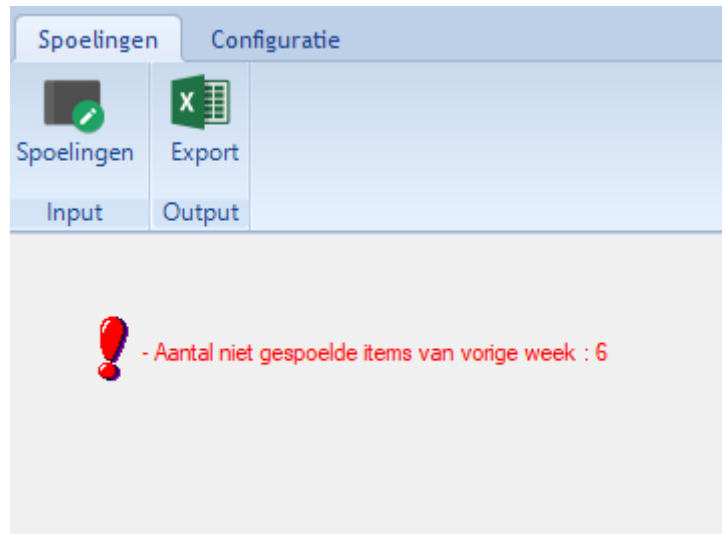 Spoelingen Configuratie
Spoelingen Export
Input Output
- Aantal niet gespoelde items van vorige week : 6